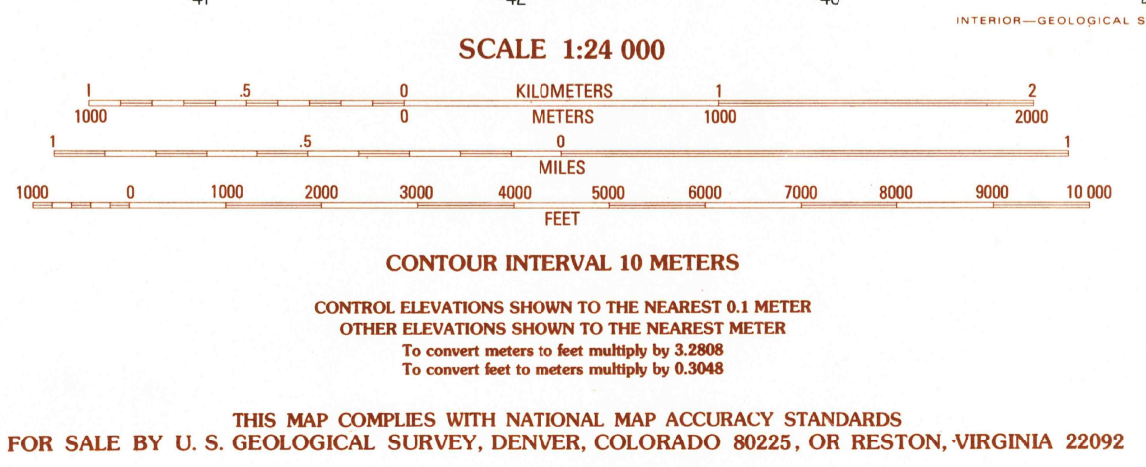 INTERIOR—GEOLOGICAL S
SCALE 1:24 000
1 .5 0 KILOMETERS 1 2
1000 0 METERS 1000 2000
1 .5 0 1
MILES
1000 0 1000 2000 3000 4000 5000 6000 7000 8000 9000 10 000
FEET
CONTOUR INTERVAL 10 METERS
CONTROL ELEVATIONS SHOWN TO THE NEAREST 0.1 METER
OTHER ELEVATIONS SHOWN TO THE NEAREST METER
To convert meters to feet multiply by 3.2808
To convert feet to meters multiply by 0.3048
THIS MAP COMPLIES WITH NATIONAL MAP ACCURACY STANDARDS
FOR SALE BY U. S. GEOLOGICAL SURVEY, DENVER, COLORADO 80225, OR RESTON, VIRGINIA 22092